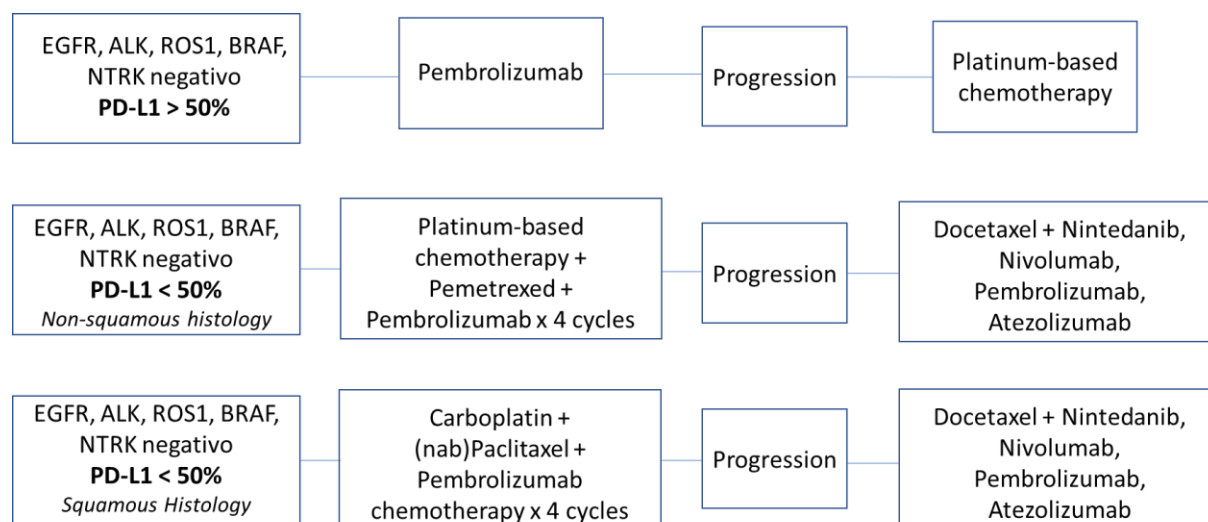 EGFR, ALK, ROS1, BRAF,
NTRK negativo
PD-L1 > 50%
Pembrolizumab
Progression
Platinum-based
chemotherapy
EGFR, ALK, ROS1, BRAF,
NTRK negativo
PD-L1 < 50%
Non-squamous histology
Platinum-based
chemotherapy +
Pemetrexed +
Pembrolizumab x 4 cycles
Progression
Docetaxel + Nintedanib,
Nivolumab,
Pembrolizumab,
Atezolizumab
EGFR, ALK, ROS1, BRAF,
NTRK negativo
PD-L1 < 50%
Squamous Histology
Carboplatin +
(nab)Paclitaxel +
Pembrolizumab
chemotherapy x 4 cycles
Progression
Docetaxel + Nintedanib,
Nivolumab,
Pembrolizumab,
Atezolizumab